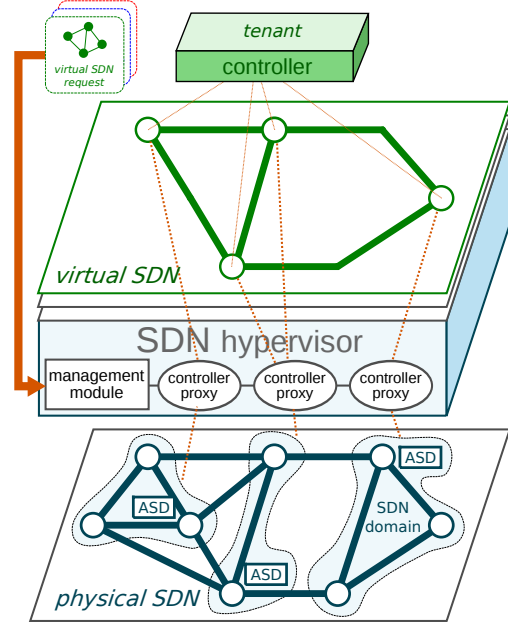 virtual SDN
request
tenant
controller
virtual SDN
SDN hypervisor
management
module
controller
proxy
controller
proxy
controller
proxy
ASD
ASD
SDN
domain
ASD
physical SDN